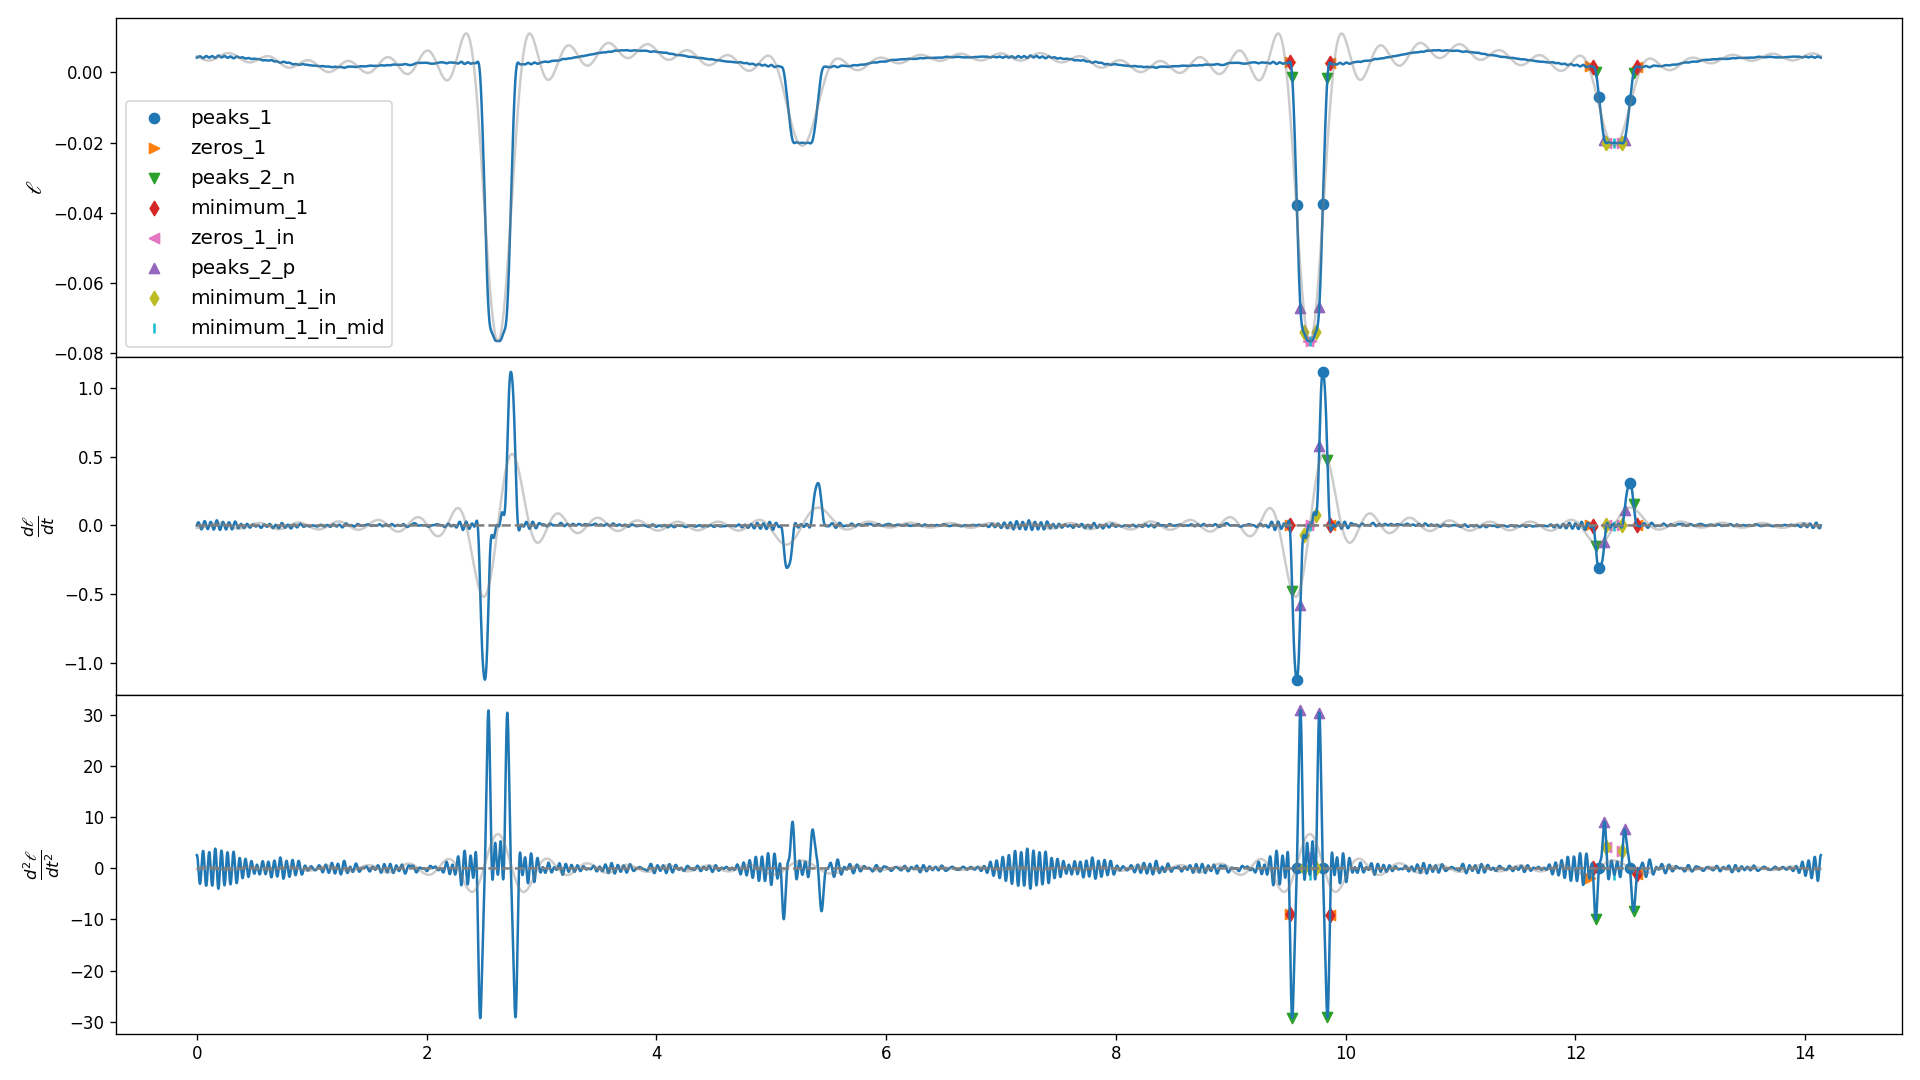 0.00
−0.02
−0.04
−0.06
−0.08
ℓ
peaks_1
zeros_1
peaks_2_n
minimum_1
zeros_1_in
peaks_2_p
minimum_1_in
minimum_1_in_mid
1.0
0.5
0.0
−0.5
−1.0
dℓ
dt
30
20
10
0
−10
−20
−30
d²ℓ
dt²
0 2 4 6 8 10 12 14